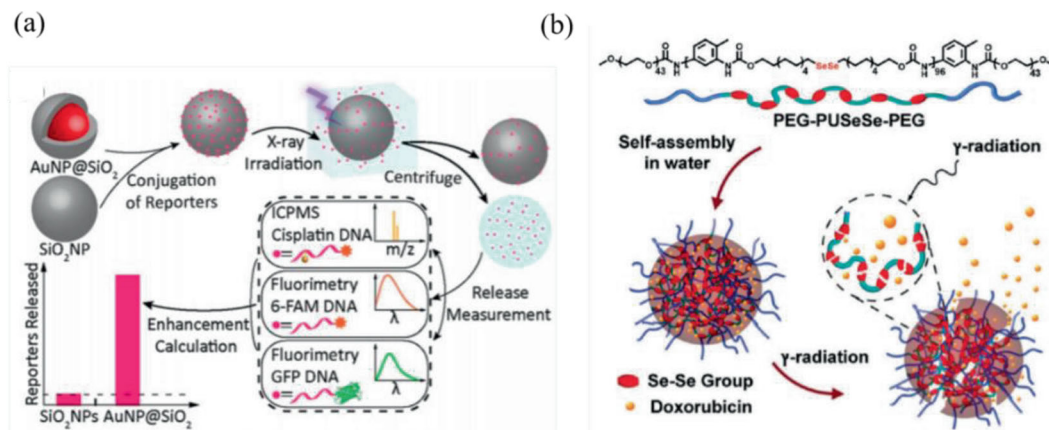 (a)
AuNP@SiO₂
SiO₂NP
Conjugation
of Reporters
X-ray
Irradiation
Centrifuge
ICPMS
Cisplatin DNA
m/z
Fluorimetry
6-FAM DNA
λ
Fluorimetry
GFP DNA
λ
Release
Measurement
Enhancement
Calculation
Reporters Released
SiO₂NPs AuNP@SiO₂
(b)
SeSe
43
4
4
96
43
PEG-PUSeSe-PEG
Self-assembly
in water
γ-radiation
γ-radiation
Se-Se Group
Doxorubicin